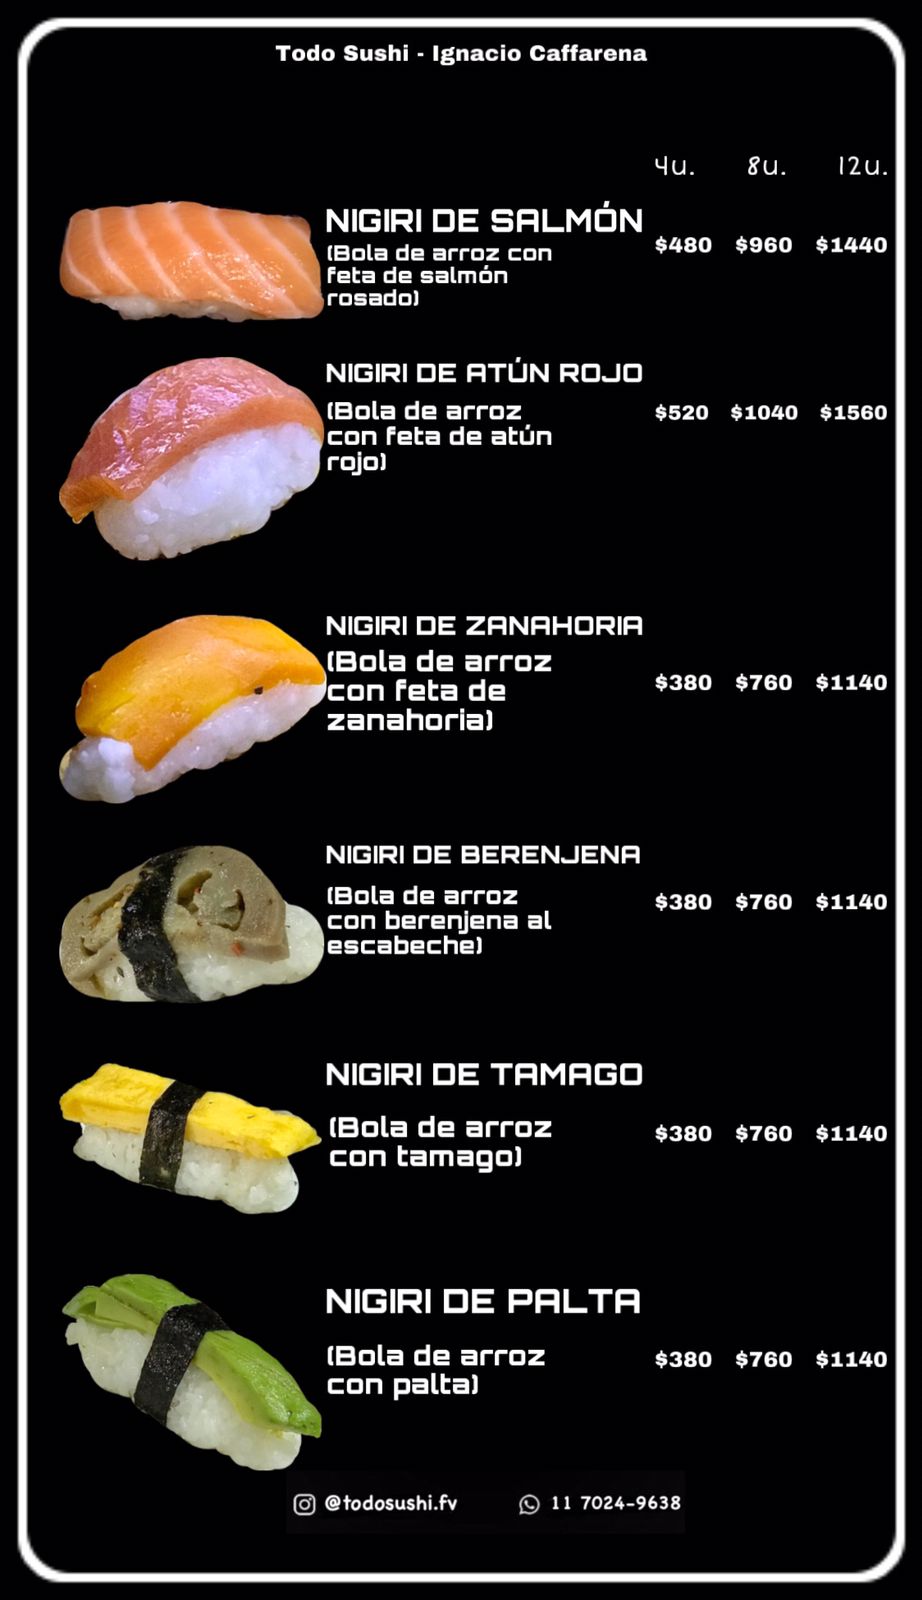 Todo Sushi - Ignacio Caffarena
4u. 8u. 12u.
NIGIRI DE SALMÓN
(Bola de arroz con
feta de salmón
rosado)
$480 $960 $1440
NIGIRI DE ATÚN ROJO
(Bola de arroz
con feta de atún
rojo)
$520 $1040 $1560
NIGIRI DE ZANAHORIA
(Bola de arroz
con feta de
zanahoria)
$380 $760 $1140
NIGIRI DE BERENJENA
(Bola de arroz
con berenjena al
escabeche)
$380 $760 $1140
NIGIRI DE TAMAGO
(Bola de arroz
con tamago)
$380 $760 $1140
NIGIRI DE PALTA
(Bola de arroz
con palta)
$380 $760 $1140
@todosushi.fv 11 7024-9638